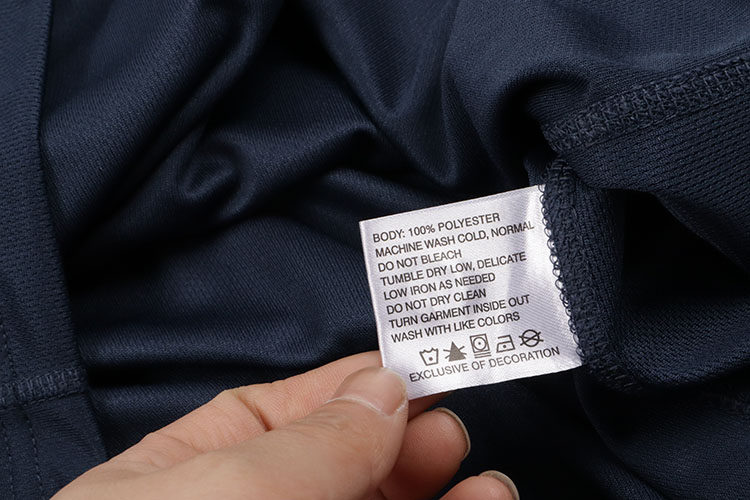 BODY: 100% POLYESTER
MACHINE WASH COLD, NORMAL
DO NOT BLEACH
TUMBLE DRY LOW, DELICATE
LOW IRON AS NEEDED
DO NOT DRY CLEAN
TURN GARMENT INSIDE OUT
WASH WITH LIKE COLORS
EXCLUSIVE OF DECORATION